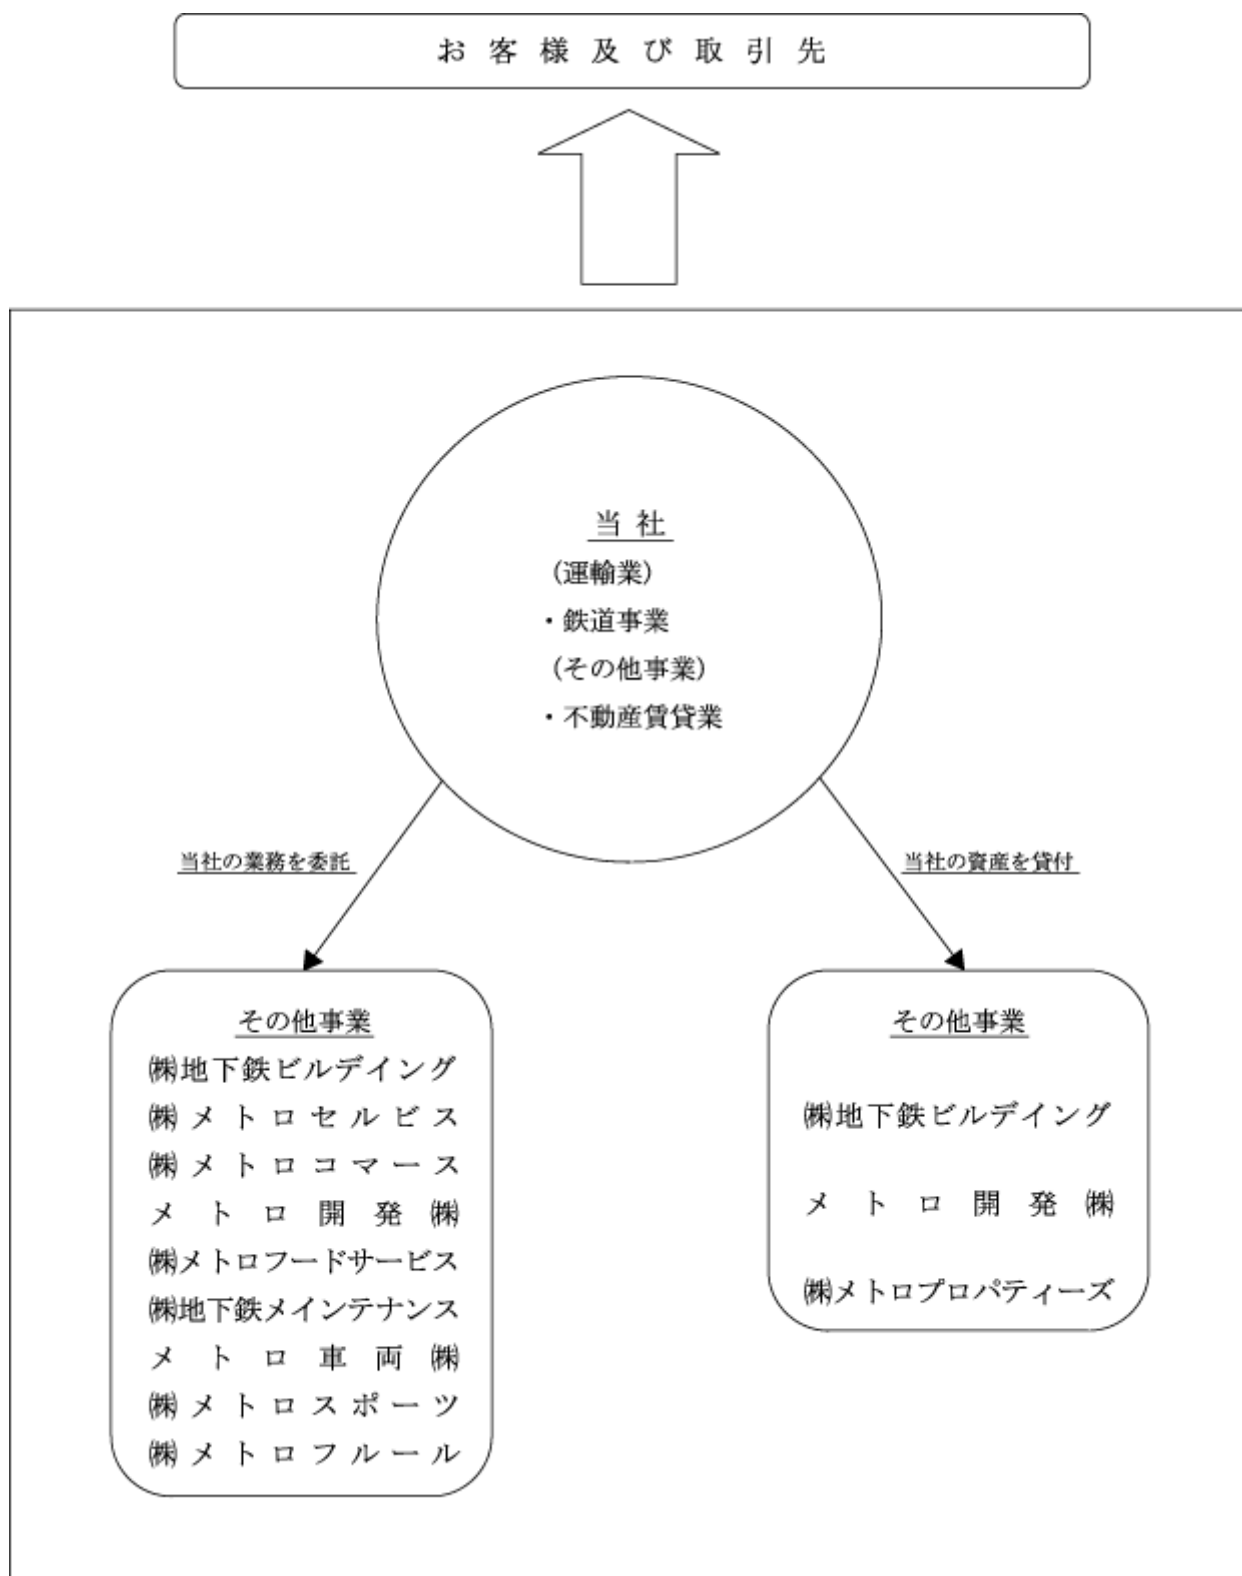 お客様及び取引先
当社
(運輸業)
・鉄道事業
(その他事業)
・不動産賃貸業
当社の業務を委託
当社の資産を貸付
その他事業
㈱地下鉄ビルデイング
㈱メトロセルビス
㈱メトロコマース
メトロ開発㈱
㈱メトロフードサービス
㈱地下鉄メインテナンス
メトロ車両㈱
㈱メトロスポーツ
㈱メトロフルール
その他事業
㈱地下鉄ビルデイング
メトロ開発㈱
㈱メトロプロパティーズ